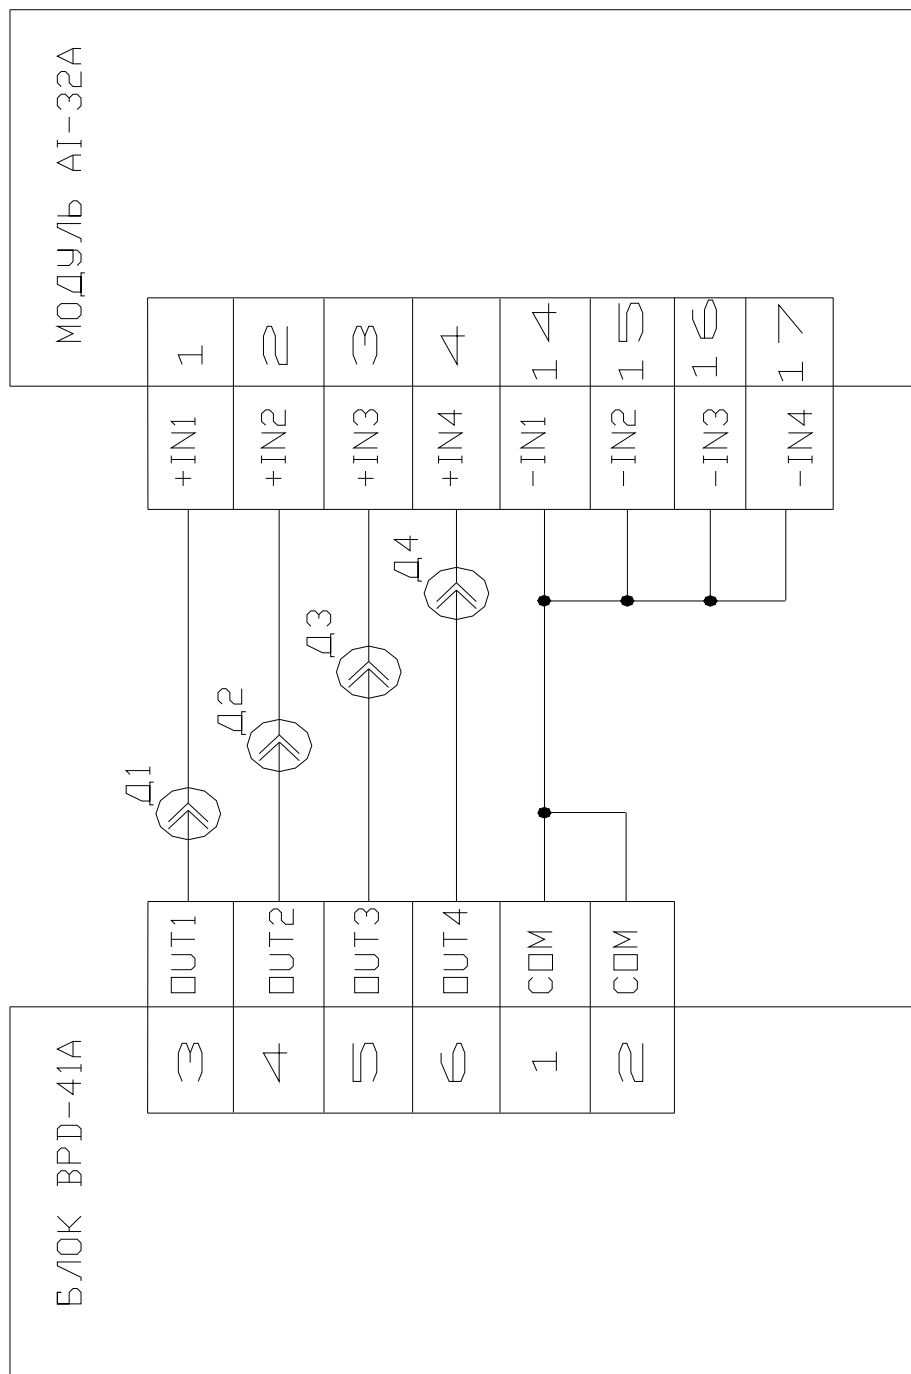 МОДУЛЬ AI-32A
1 2 3 4 14 15 16 17
+IN1 +IN2 +IN3 +IN4 -IN1 -IN2 -IN3 -IN4
Д1
Д2
Д3
Д4
OUT1 OUT2 OUT3 OUT4 COM COM
3 4 5 6 1 2
БЛОК BPD-41A